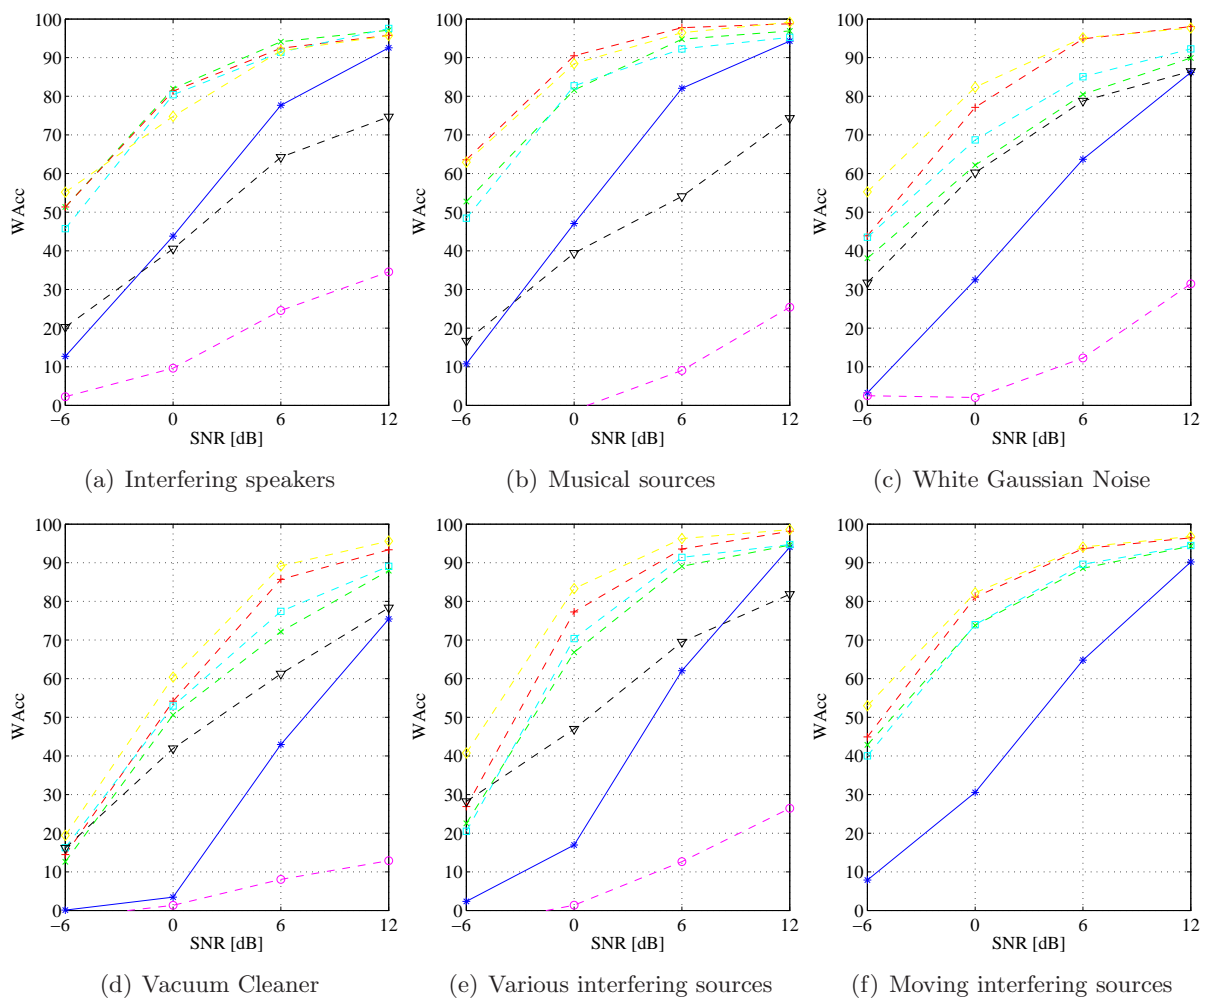 100
90
80
70
60
50
40
30
20
10
0
WAcc
−6 0 6 12
SNR [dB]
(a) Interfering speakers
100
90
80
70
60
50
40
30
20
10
0
WAcc
−6 0 6 12
SNR [dB]
(b) Musical sources
100
90
80
70
60
50
40
30
20
10
0
WAcc
−6 0 6 12
SNR [dB]
(c) White Gaussian Noise
100
90
80
70
60
50
40
30
20
10
0
WAcc
−6 0 6 12
SNR [dB]
(d) Vacuum Cleaner
100
90
80
70
60
50
40
30
20
10
0
WAcc
−6 0 6 12
SNR [dB]
(e) Various interfering sources
100
90
80
70
60
50
40
30
20
10
0
WAcc
−6 0 6 12
SNR [dB]
(f) Moving interfering sources